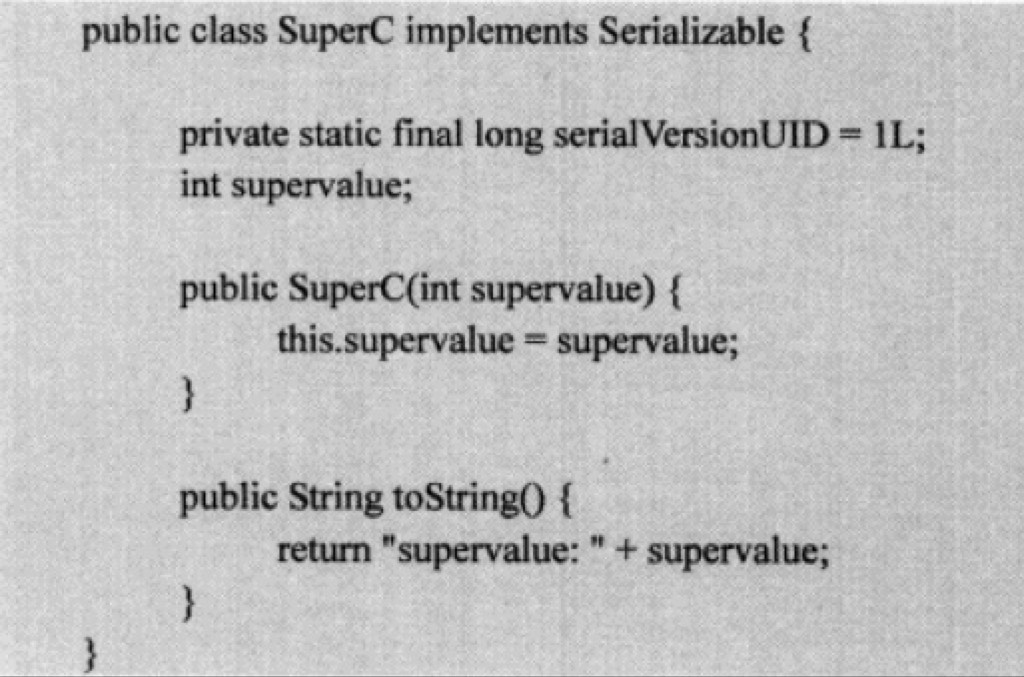 public class SuperC implements Serializable {
private static final long serialVersionUID = 1L;
int supervalue;
public SuperC(int supervalue) {
this.supervalue = supervalue;
}
public String toString() {
return "supervalue: " + supervalue;
}
}